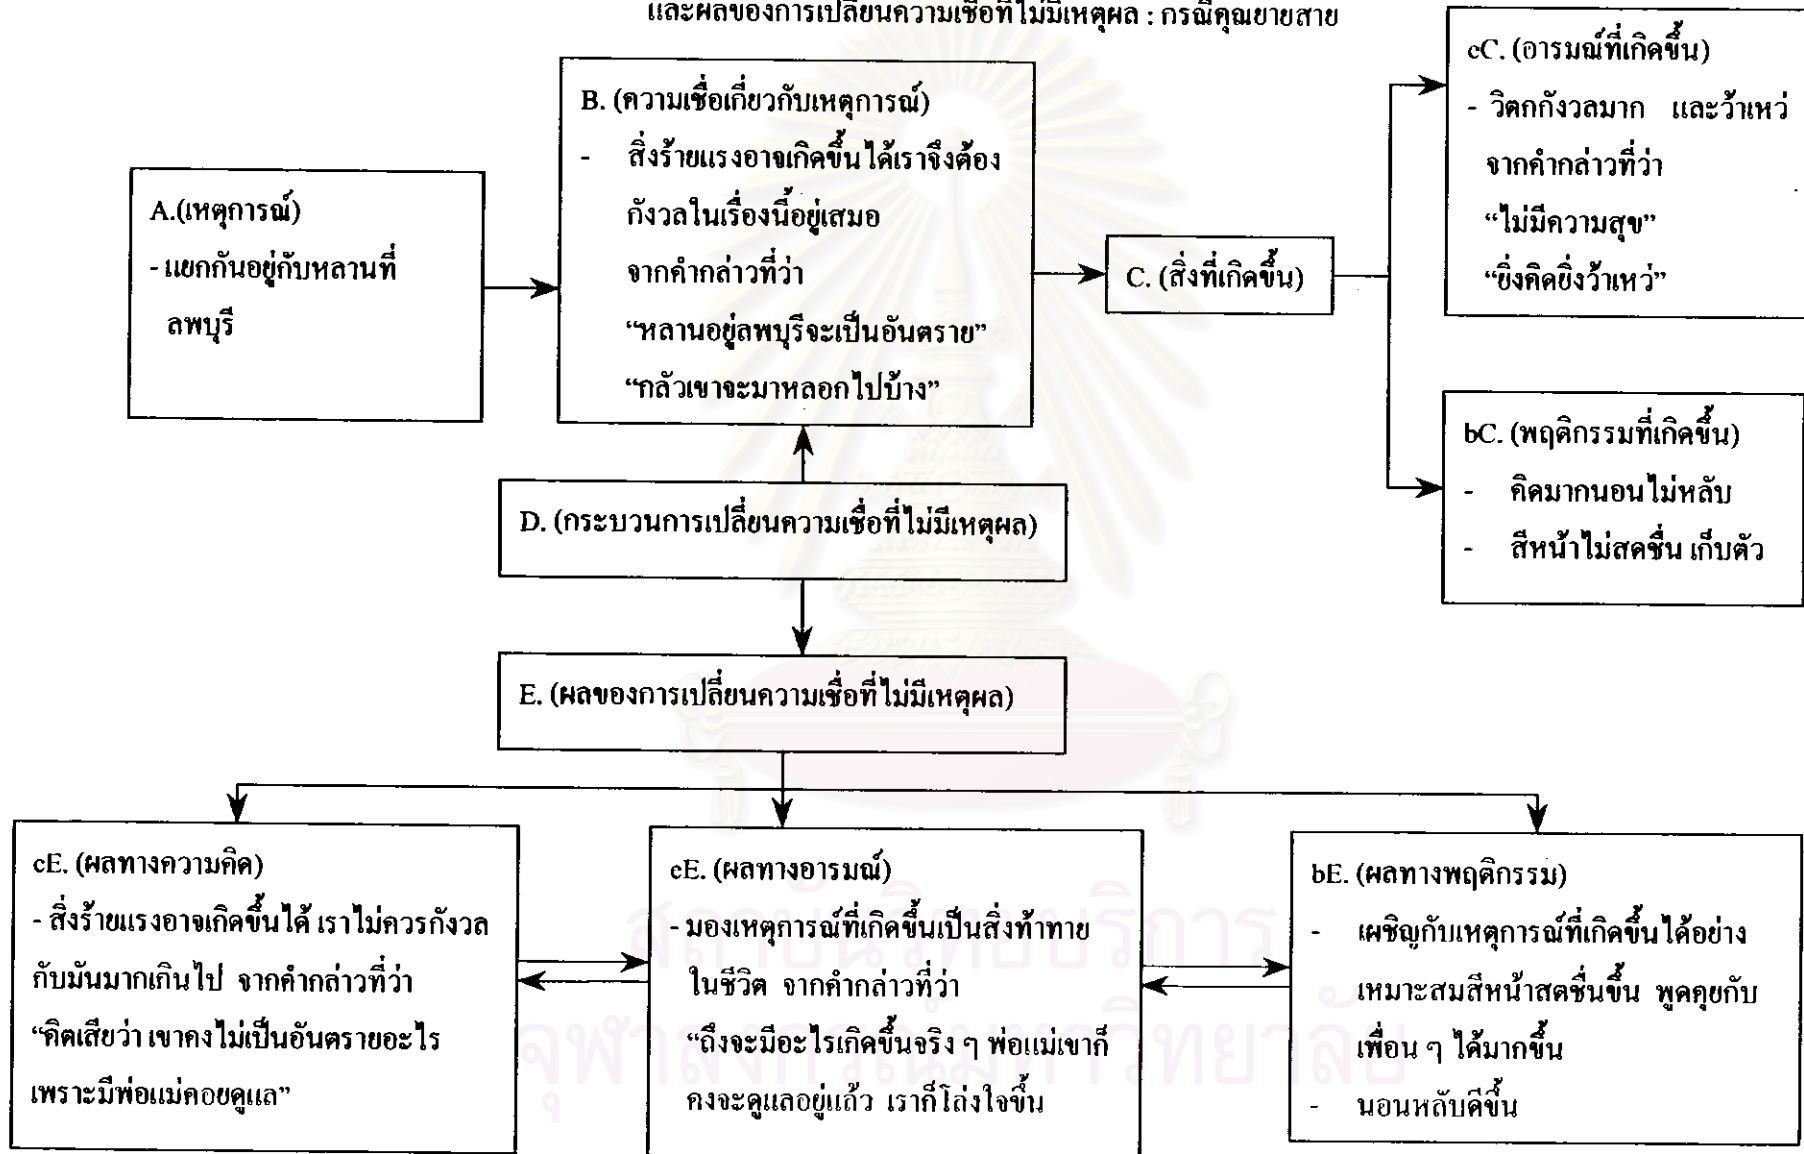 และผลของการเปลี่ยนความเชื่อที่ไม่มีเหตุผล : กรณีคุณยายสาย
A.(เหตุการณ์)
- แยกกันอยู่กับหลานที่
ลพบุรี
B. (ความเชื่อเกี่ยวกับเหตุการณ์)
- สิ่งร้ายแรงอาจเกิดขึ้นได้เราจึงต้อง
กังวลในเรื่องนี้อยู่เสมอ
จากคำกล่าวที่ว่า
“หลานอยู่ลพบุรีจะเป็นอันตราย”
“กลัวเขาจะมาหลอกไปบ้าง”
C. (สิ่งที่เกิดขึ้น)
eC. (อารมณ์ที่เกิดขึ้น)
- วิตกกังวลมาก และว้าเหว่
จากคำกล่าวที่ว่า
“ไม่มีความสุข”
“ยิ่งคิดยิ่งว้าเหว่”
bC. (พฤติกรรมที่เกิดขึ้น)
- คิดมากนอนไม่หลับ
- สีหน้าไม่สดชื่น เก็บตัว
D. (กระบวนการเปลี่ยนความเชื่อที่ไม่มีเหตุผล)
E. (ผลของการเปลี่ยนความเชื่อที่ไม่มีเหตุผล)
cE. (ผลทางความคิด)
- สิ่งร้ายแรงอาจเกิดขึ้นได้ เราไม่ควรกังวล
กับมันมากเกินไป จากคำกล่าวที่ว่า
“คิดเสียว่า เขาคงไม่เป็นอันตรายอะไร
เพราะมีพ่อแม่คอยดูแล”
eE. (ผลทางอารมณ์)
- มองเหตุการณ์ที่เกิดขึ้นเป็นสิ่งท้าทาย
ในชีวิต จากคำกล่าวที่ว่า
“ถึงจะมีอะไรเกิดขึ้นจริง ๆ พ่อแม่เขาก็
คงจะดูแลอยู่แล้ว เราก็โล่งใจขึ้น
bE. (ผลทางพฤติกรรม)
- เผชิญกับเหตุการณ์ที่เกิดขึ้นได้อย่าง
เหมาะสมสีหน้าสดชื่นขึ้น พูดคุยกับ
เพื่อน ๆ ได้มากขึ้น
- นอนหลับดีขึ้น
สถาบันวิทยบริการ
จุฬาลงกรณ์มหาวิทยาลัย